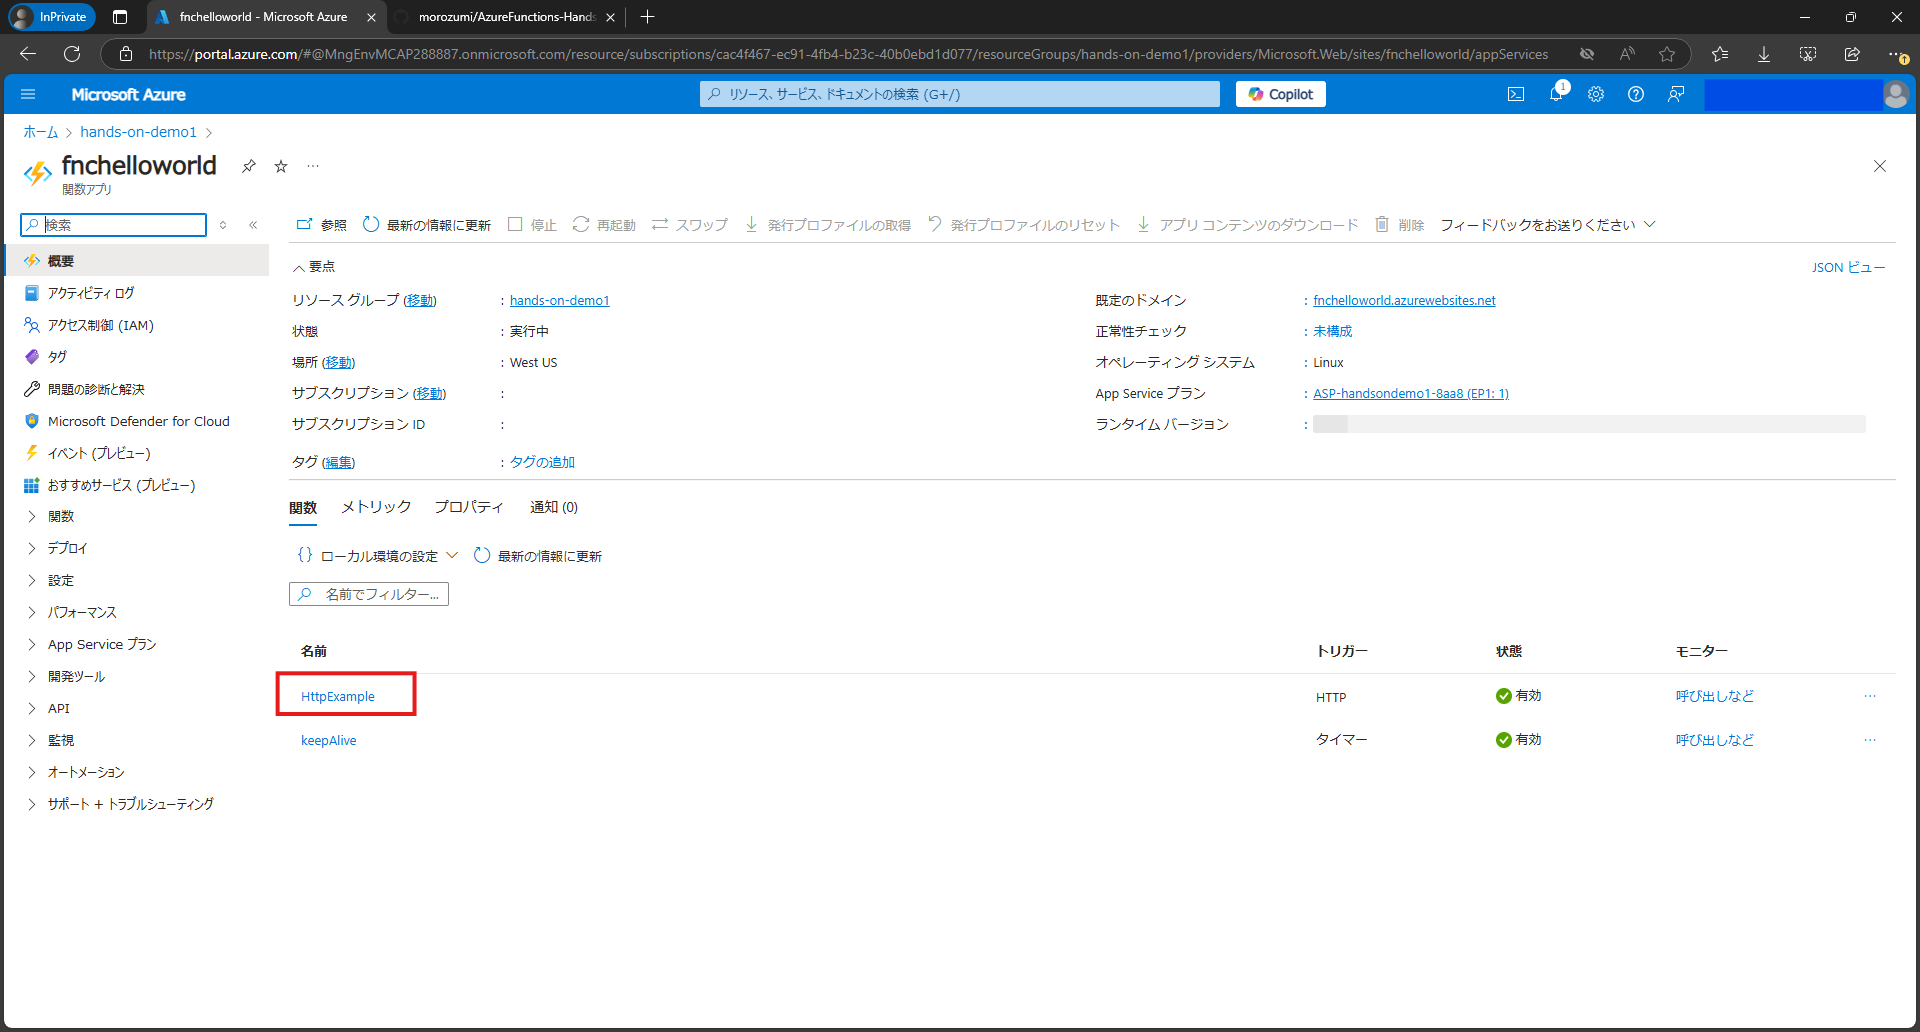 InPrivate
fnchelloworld - Microsoft Azure
morozumi/AzureFunctions-Hands
https://portal.azure.com/#@MngEnvMCAP288887.onmicrosoft.com/resource/subscriptions/cac4f467-ec91-4fb4-b23c-40b0ebd1d077/resourceGroups/hands-on-demo1/providers/Microsoft.Web/sites/fnchelloworld/appServices
Microsoft Azure
リソース、サービス、ドキュメントの検索 (G+/)
Copilot
1
ホーム > hands-on-demo1 >
fnchelloworld
関数アプリ
検索
参照
最新の情報に更新
停止
再起動
スワップ
発行プロファイルの取得
発行プロファイルのリセット
アプリ コンテンツのダウンロード
削除
フィードバックをお送りください
概要
アクティビティ ログ
アクセス制御 (IAM)
タグ
問題の診断と解決
Microsoft Defender for Cloud
イベント (プレビュー)
おすすめサービス (プレビュー)
関数
デプロイ
設定
パフォーマンス
App Service プラン
開発ツール
API
監視
オートメーション
サポート + トラブルシューティング
要点
JSON ビュー
リソース グループ (移動) : hands-on-demo1
状態 : 実行中
場所 (移動) : West US
サブスクリプション (移動) :
サブスクリプション ID :
タグ (編集) : タグの追加
既定のドメイン : fnchelloworld.azurewebsites.net
正常性チェック : 未構成
オペレーティング システム : Linux
App Service プラン : ASP-handsondemo1-8aa8 (EP1: 1)
ランタイム バージョン :
関数 メトリック プロパティ 通知 (0)
{} ローカル環境の設定
最新の情報に更新
名前でフィルター...
名前 トリガー 状態 モニター
HttpExample HTTP 有効 呼び出しなど ...
keepAlive タイマー 有効 呼び出しなど ...